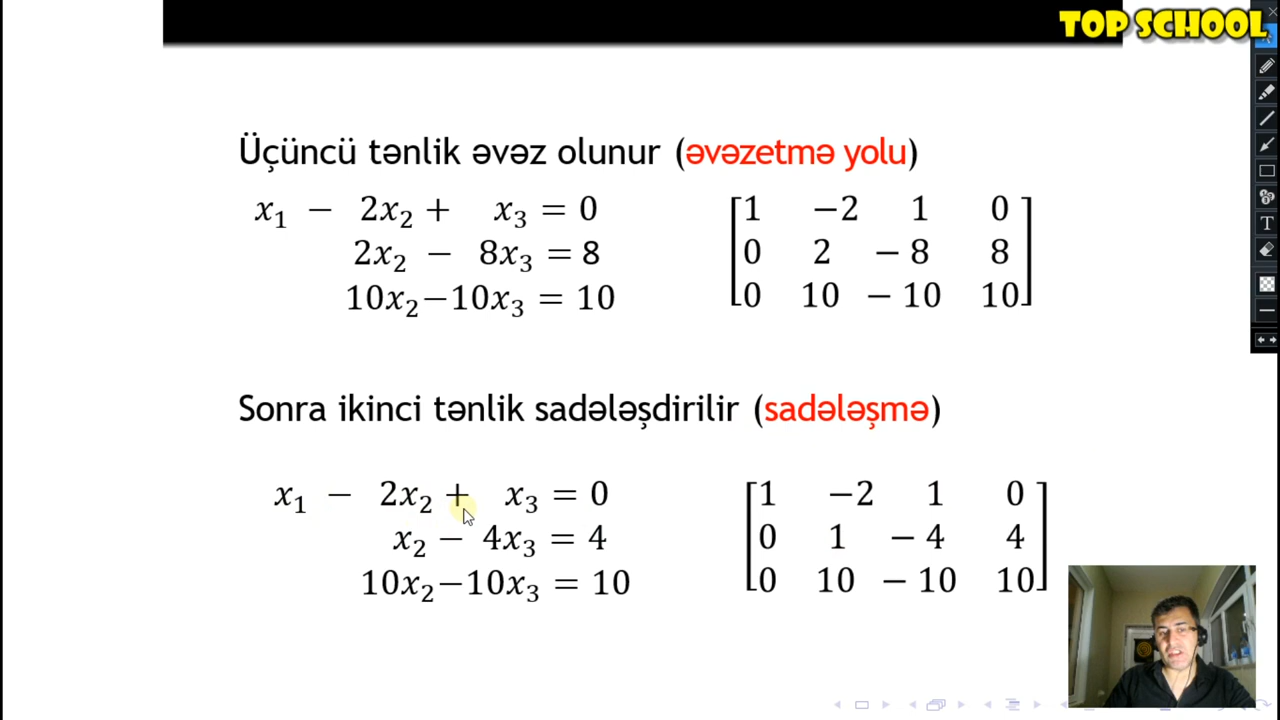 TOP SCHOOL
Üçüncü tənlik əvəz olunur (əvəzetmə yolu)
x₁ − 2x₂ + x₃ = 0
2x₂ − 8x₃ = 8
10x₂−10x₃ = 10
[1 −2 1 0
0 2 −8 8
0 10 −10 10]
Sonra ikinci tənlik sadələşdirilir (sadələşmə)
x₁ − 2x₂ + x₃ = 0
x₂ − 4x₃ = 4
10x₂−10x₃ = 10
[1 −2 1 0
0 1 −4 4
0 10 −10 10]